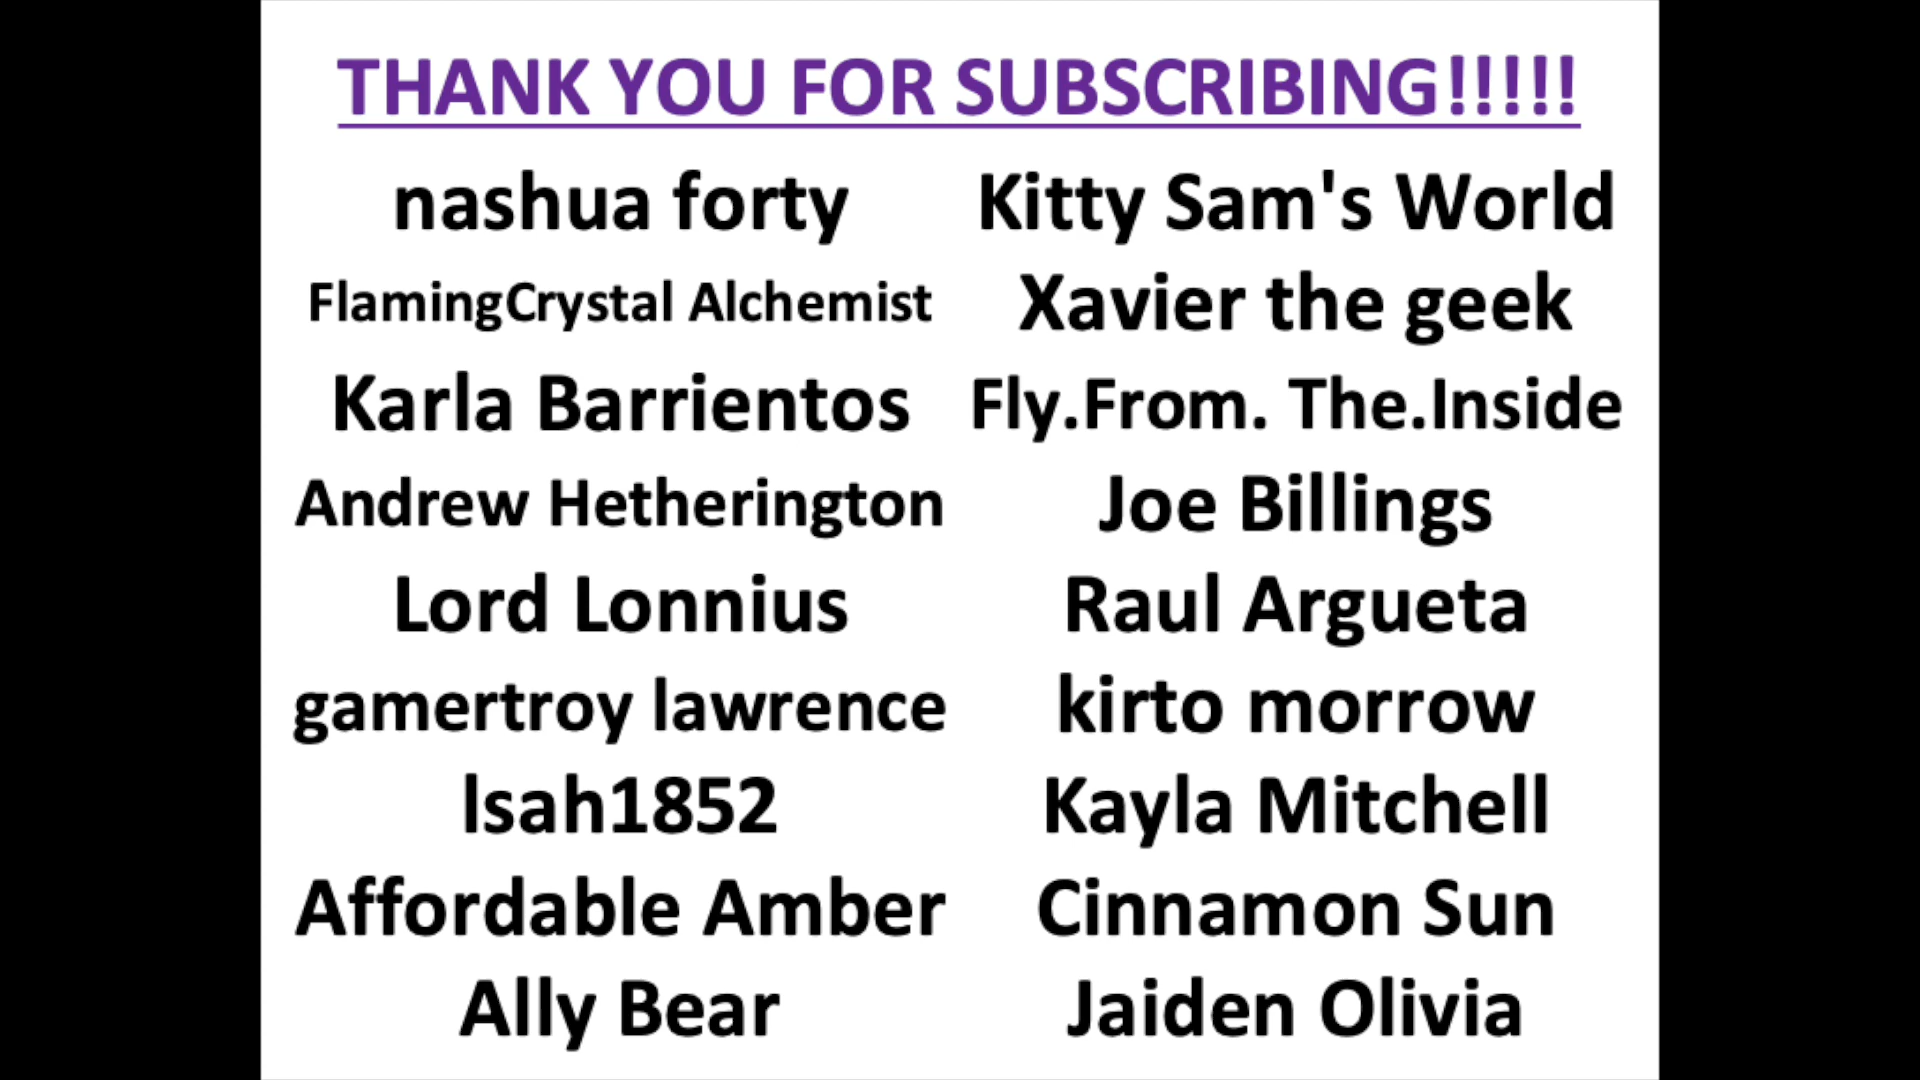 THANK YOU FOR SUBSCRIBING!!!!!
nashua forty Kitty Sam's World
FlamingCrystal Alchemist Xavier the geek
Karla Barrientos Fly.From. The.Inside
Andrew Hetherington Joe Billings
Lord Lonnius Raul Argueta
gamertroy lawrence kirto morrow
lsah1852 Kayla Mitchell
Affordable Amber Cinnamon Sun
Ally Bear Jaiden Olivia